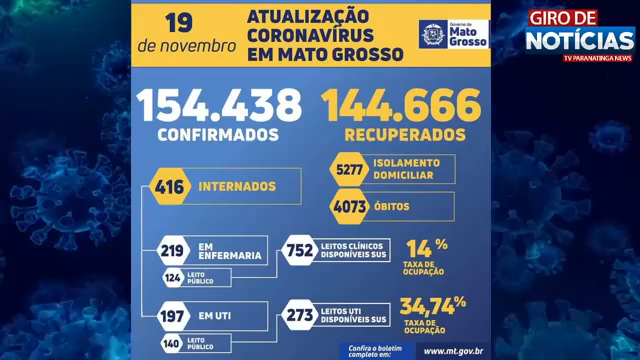 19
de novembro
ATUALIZAÇÃO
CORONAVÍRUS
EM MATO GROSSO
Governo de
Mato
Grosso
GIRO DE
NOTÍCIAS
TV PARANATINGA NEWS
154.438
CONFIRMADOS
144.666
RECUPERADOS
416 INTERNADOS
5277 ISOLAMENTO
DOMICILIAR
4073 ÓBITOS
219 EM
ENFERMARIA
124 LEITO
PÚBLICO
752 LEITOS CLÍNICOS
DISPONÍVEIS SUS
14%
TAXA DE
OCUPAÇÃO
197 EM UTI
140 LEITO
PÚBLICO
273 LEITOS UTI
DISPONÍVEIS SUS
34,74%
TAXA DE
OCUPAÇÃO
Confira o boletim
completo em:
www.mt.gov.br